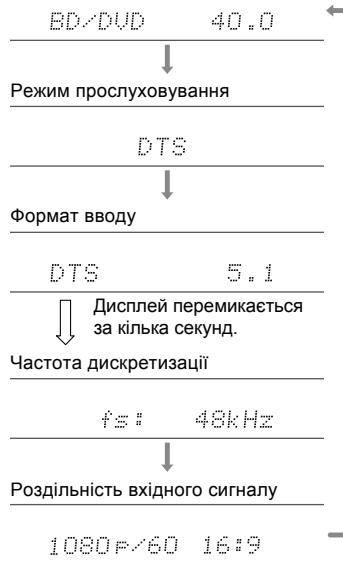 BD/DVD 40.0
Режим прослуховування
DTS
Формат вводу
DTS 5.1
Дисплей перемикається
за кілька секунд.
Частота дискретизації
fs: 48kHz
Роздільність вхідного сигналу
1080p/60 16:9